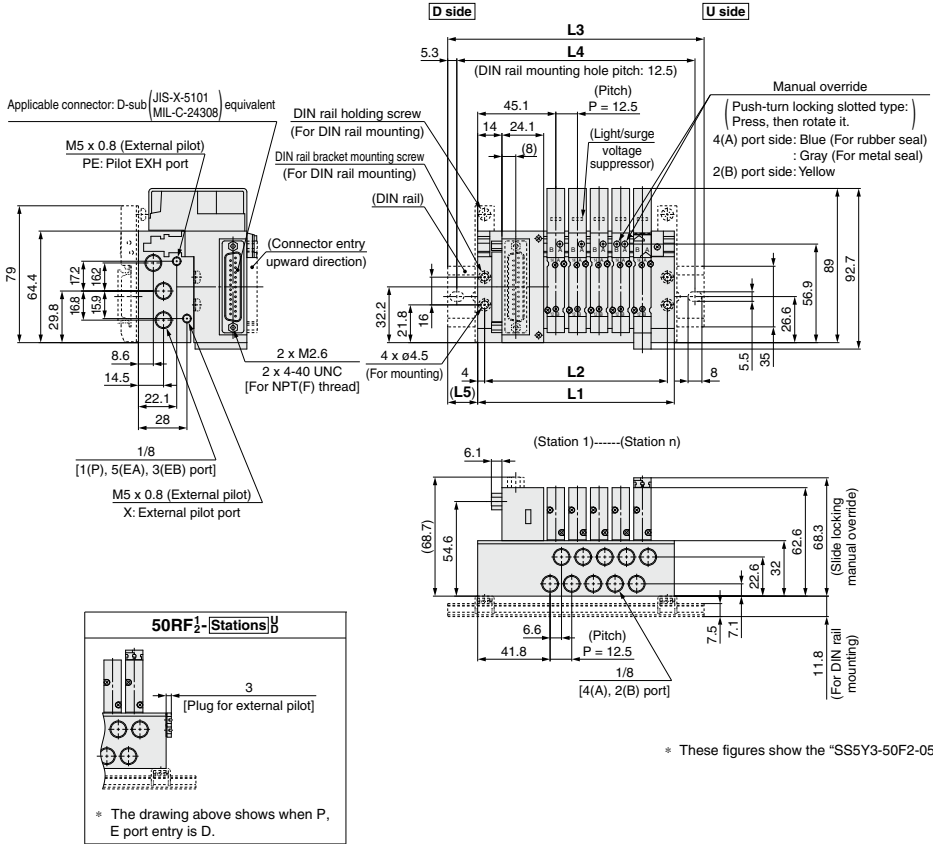 D side
U side
L3
5.3
L4
(DIN rail mounting hole pitch: 12.5)
Applicable connector: D-sub (JIS-X-5101
MIL-C-24308) equivalent
M5 x 0.8 (External pilot)
PE: Pilot EXH port
DIN rail holding screw
(For DIN rail mounting)
DIN rail bracket mounting screw
(For DIN rail mounting)
(DIN rail)
45.1
(Pitch)
P = 12.5
14
24.1
(8)
(Light/surge
voltage
suppressor)
Manual override
(Push-turn locking slotted type:
Press, then rotate it.)
4(A) port side: Blue (For rubber seal)
: Gray (For metal seal)
2(B) port side: Yellow
(Connector entry
upward direction)
79
64.4
29.8
17.2
16.2
16.8
15.9
8.6
14.5
22.1
28
2 x M2.6
2 x 4-40 UNC
[For NPT(F) thread]
1/8
[1(P), 5(EA), 3(EB) port]
M5 x 0.8 (External pilot)
X: External pilot port
32.2
21.8
16
4 x ø4.5
(For mounting)
B A
B A
B A
B A
B A
4
L2
(L5)
L1
8
5.5
35
26.6
56.9
89
92.7
(Station 1)------(Station n)
6.1
(68.7)
54.6
22.6
32
62.6
68.3
(Slide locking
manual override)
7.5
7.1
11.8
(For DIN rail
mounting)
41.8
6.6
(Pitch)
P = 12.5
1/8
[4(A), 2(B) port]
50RF1/2-Stations U/D
3
[Plug for external pilot]
* The drawing above shows when P,
E port entry is D.
* These figures show the “SS5Y3-50F2-05